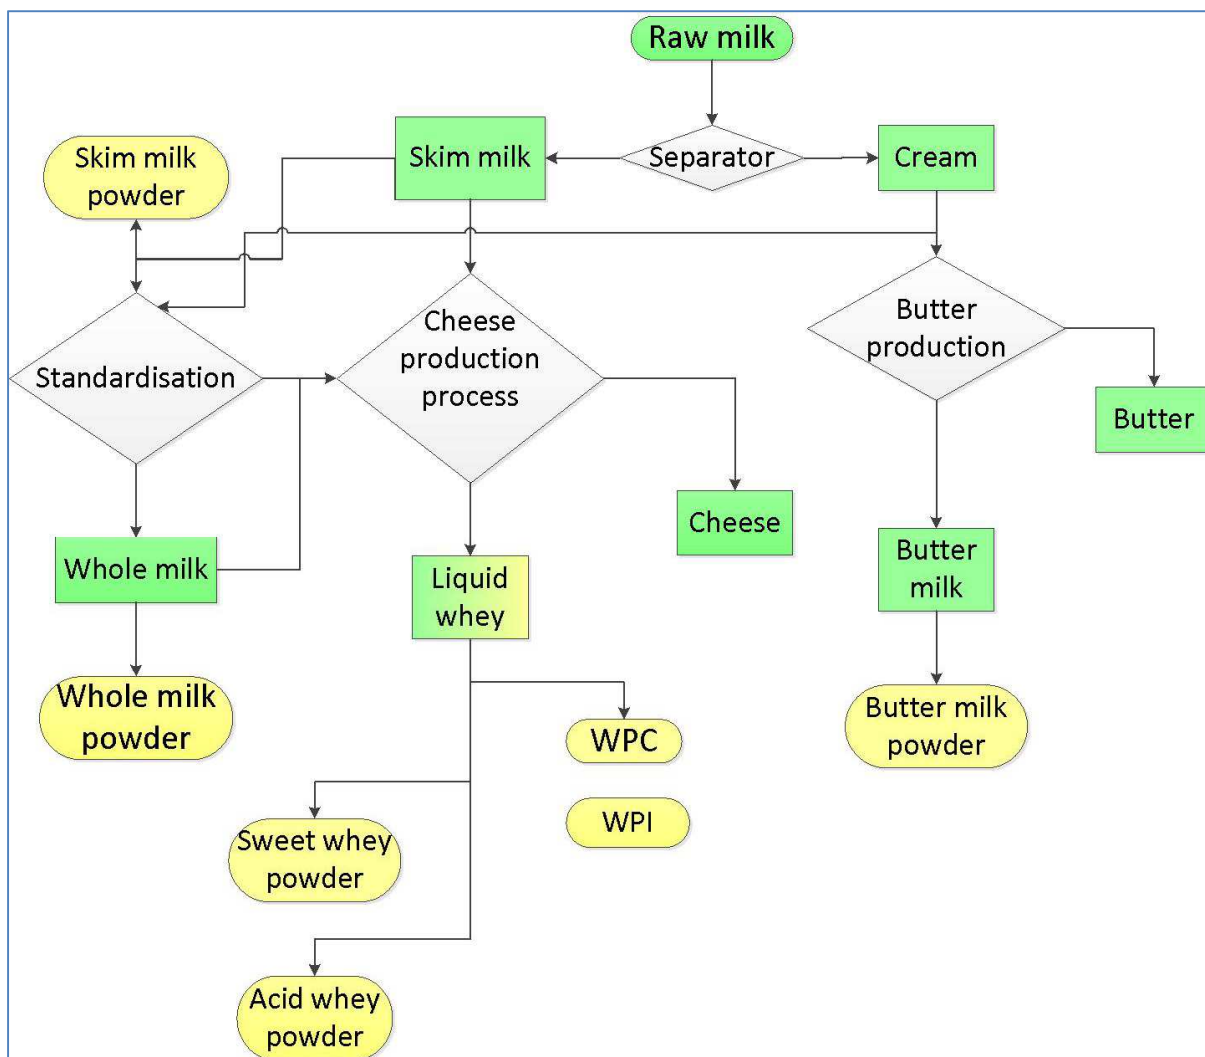 Raw milk
Skim milk
powder
Skim milk
Separator
Cream
Standardisation
Cheese
production
process
Butter
production
Butter
Cheese
Whole milk
Liquid
whey
Butter
milk
Whole milk
powder
WPC
Butter milk
powder
WPI
Sweet whey
powder
Acid whey
powder